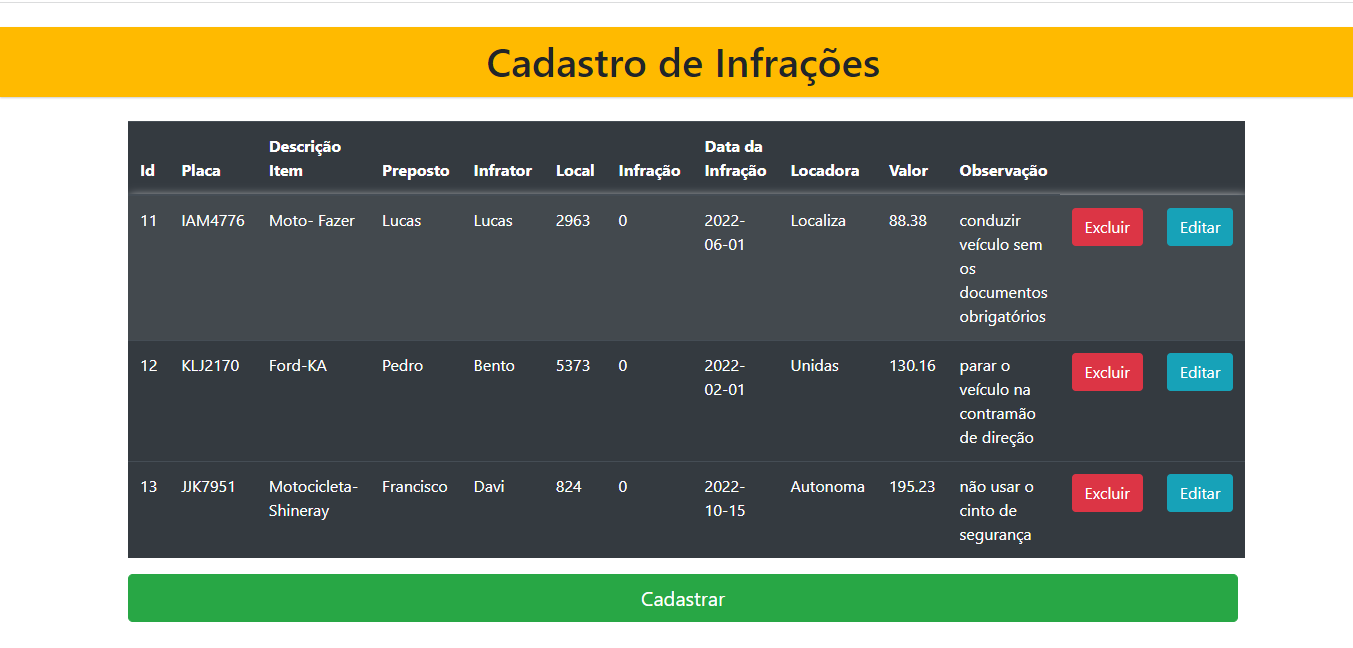 Cadastro de Infrações
Id Placa Descrição Item Preposto Infrator Local Infração Data da Infração Locadora Valor Observação
11 IAM4776 Moto- Fazer Lucas Lucas 2963 0 2022-06-01 Localiza 88.38 conduzir veículo sem os documentos obrigatórios Excluir Editar
12 KLJ2170 Ford-KA Pedro Bento 5373 0 2022-02-01 Unidas 130.16 parar o veículo na contramão de direção Excluir Editar
13 JJK7951 Motocicleta-Shineray Francisco Davi 824 0 2022-10-15 Autonoma 195.23 não usar o cinto de segurança Excluir Editar
Cadastrar